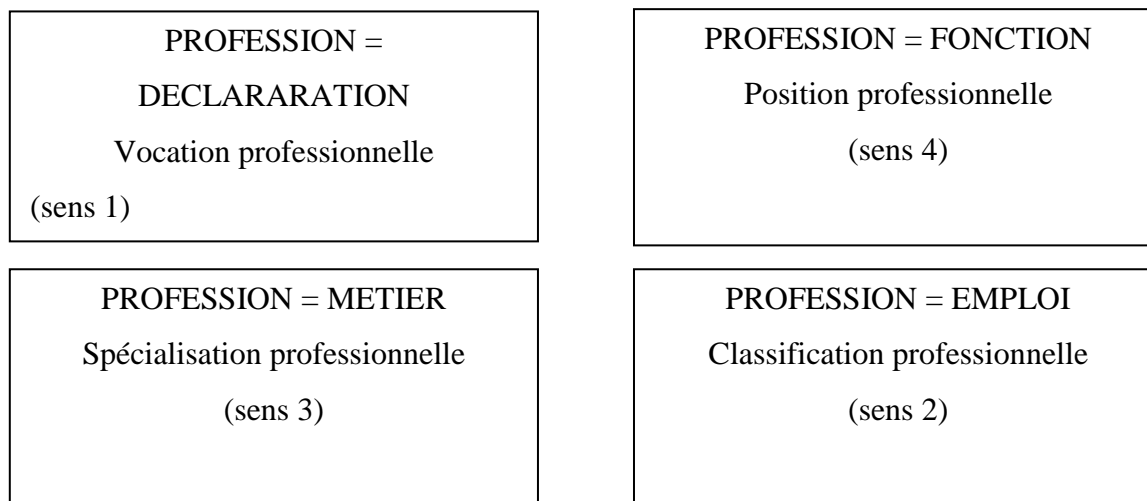 PROFESSION =
DECLARARATION
Vocation professionnelle
(sens 1)
PROFESSION = FONCTION
Position professionnelle
(sens 4)
PROFESSION = METIER
Spécialisation professionnelle
(sens 3)
PROFESSION = EMPLOI
Classification professionnelle
(sens 2)